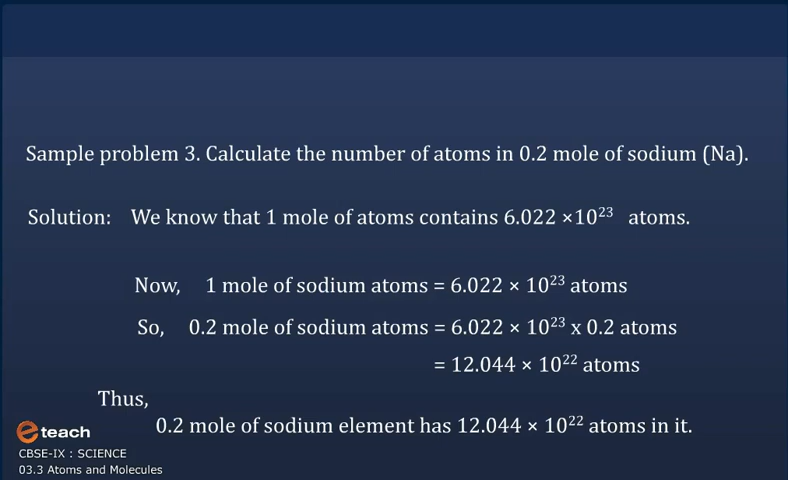 Sample problem 3. Calculate the number of atoms in 0.2 mole of sodium (Na).
Solution: We know that 1 mole of atoms contains 6.022 ×10²³ atoms.
Now, 1 mole of sodium atoms = 6.022 × 10²³ atoms
So, 0.2 mole of sodium atoms = 6.022 × 10²³ x 0.2 atoms
= 12.044 × 10²² atoms
Thus,
0.2 mole of sodium element has 12.044 × 10²² atoms in it.
e teach
CBSE-IX : SCIENCE
03.3 Atoms and Molecules